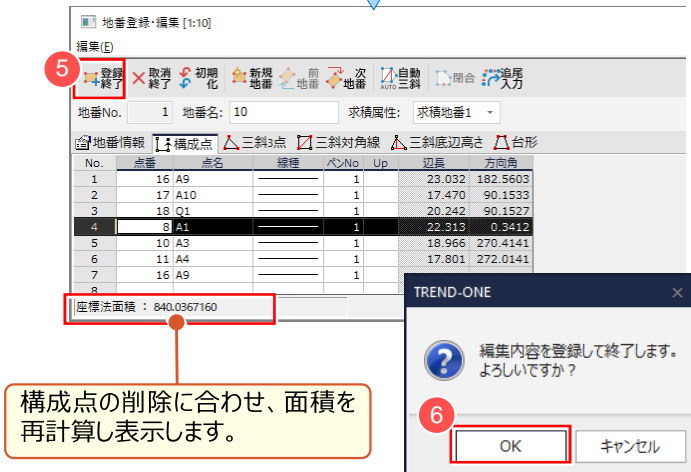 地番登録・編集 [1:10]
編集(E)
5 登録終了 取消終了 初期化 新規地番 前地番 次地番 AUTO 自動三斜 閉合 追尾入力
地番No. 1 地番名: 10 求積属性: 求積地番1
地番情報 構成点 三斜3点 三斜対角線 三斜底辺高さ 台形
No. 点番 点名 線種 ペンNo Up 辺長 方向角
1 16 A9 1 23.032 182.5603
2 17 A10 1 17.470 90.1533
3 18 Q1 1 20.242 90.1527
4 8 A1 1 22.313 0.3412
5 10 A3 1 18.966 270.4141
6 11 A4 1 17.801 272.0141
7 16 A9 1
8
座標法面積 : 840.0367160
構成点の削除に合わせ、面積を
再計算し表示します。
TREND-ONE
編集内容を登録して終了します。
よろしいですか？
6
OK キャンセル